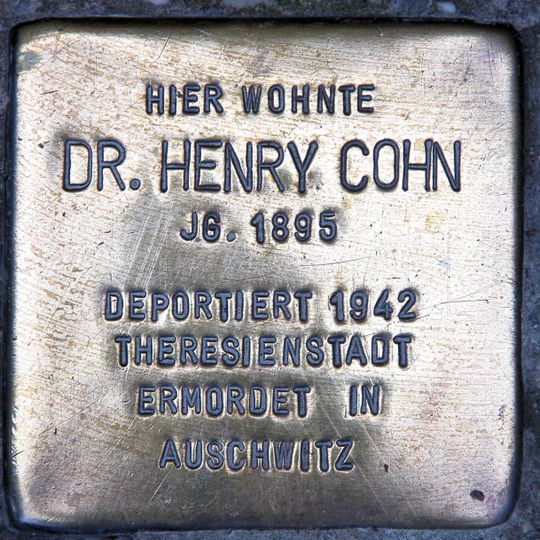 HIER WOHNTE
DR. HENRY COHN
JG. 1895
DEPORTIERT 1942
THERESIENSTADT
ERMORDET IN
AUSCHWITZ